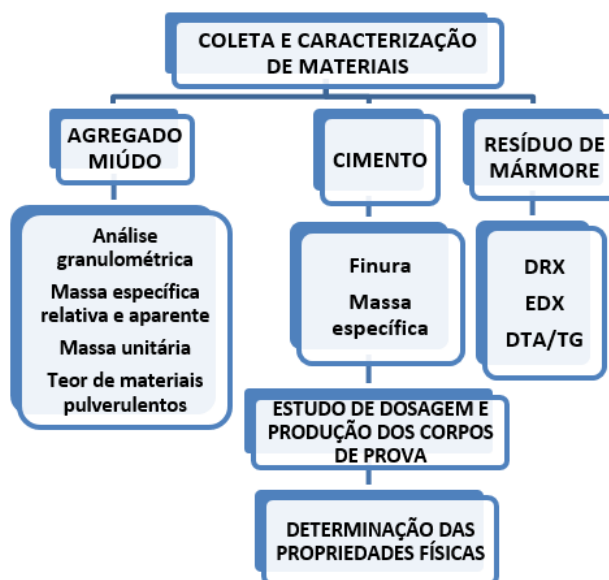 COLETA E CARACTERIZAÇÃO
DE MATERIAIS
AGREGADO
MIÚDO
CIMENTO
RESÍDUO DE
MÁRMORE
Análise
granulométrica
Massa específica
relativa e aparente
Massa unitária
Teor de materiais
pulverulentos
Finura
Massa
específica
DRX
EDX
DTA/TG
ESTUDO DE DOSAGEM E
PRODUÇÃO DOS CORPOS
DE PROVA
DETERMINAÇÃO DAS
PROPRIEDADES FÍSICAS